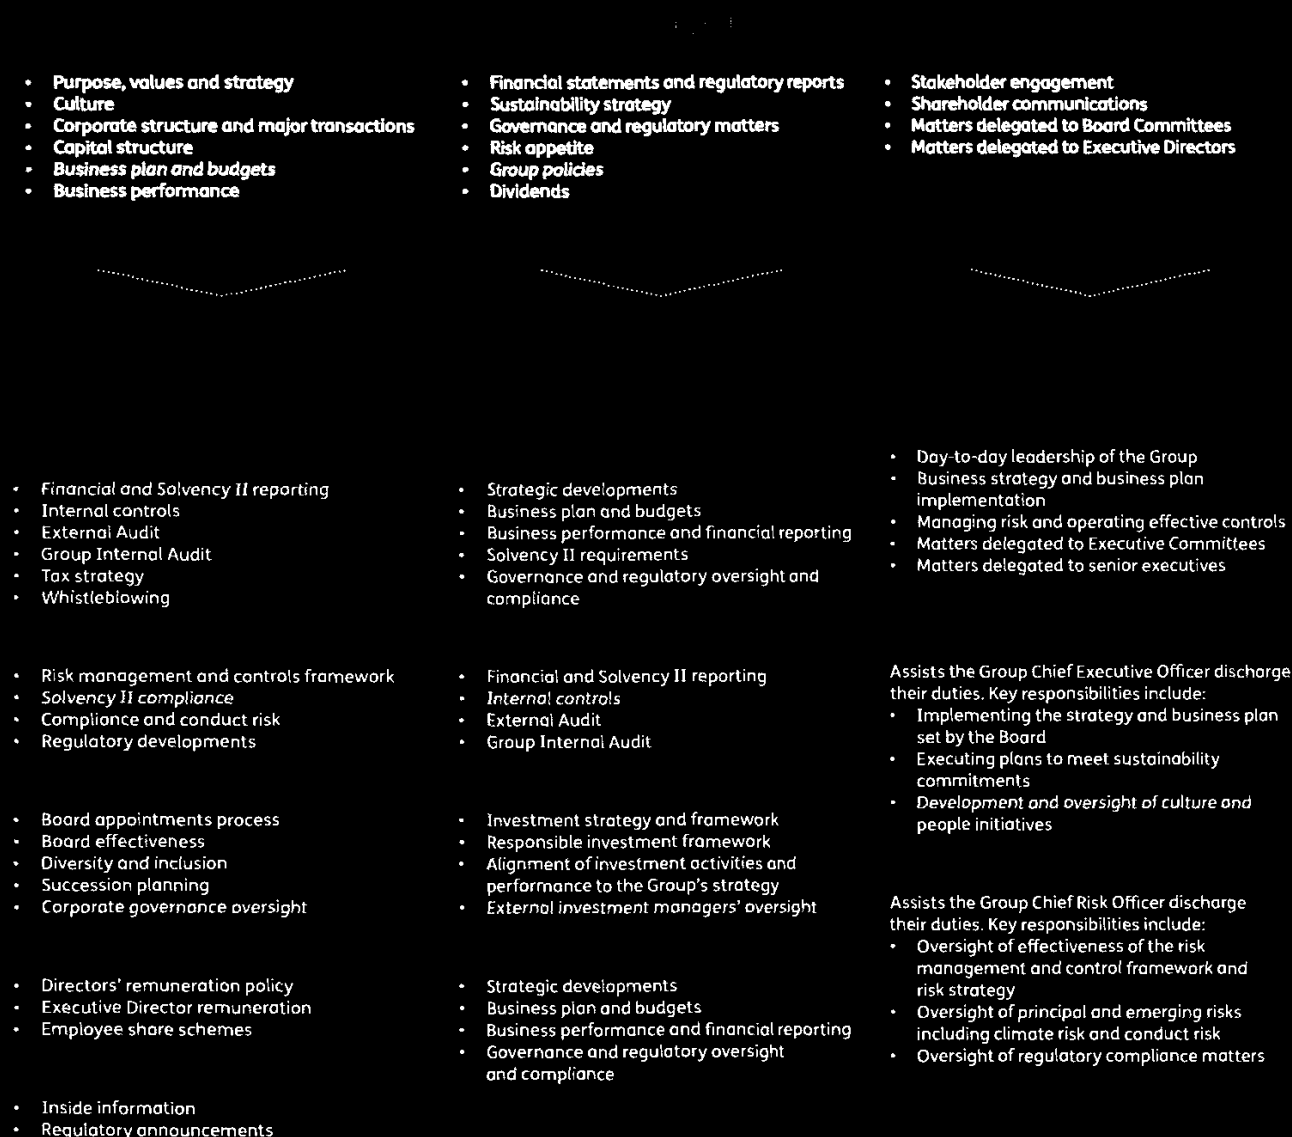 • Purpose, values and strategy
• Culture
• Corporate structure and major transactions
• Capital structure
• Business plan and budgets
• Business performance
• Financial statements and regulatory reports
• Sustainability strategy
• Governance and regulatory matters
• Risk appetite
• Group policies
• Dividends
• Stakeholder engagement
• Shareholder communications
• Matters delegated to Board Committees
• Matters delegated to Executive Directors
• Financial and Solvency II reporting
• Internal controls
• External Audit
• Group Internal Audit
• Tax strategy
• Whistleblowing
• Risk management and controls framework
• Solvency II compliance
• Compliance and conduct risk
• Regulatory developments
• Board appointments process
• Board effectiveness
• Diversity and inclusion
• Succession planning
• Corporate governance oversight
• Directors' remuneration policy
• Executive Director remuneration
• Employee share schemes
• Inside information
• Regulatory announcements
• Strategic developments
• Business plan and budgets
• Business performance and financial reporting
• Solvency II requirements
• Governance and regulatory oversight and
compliance
• Financial and Solvency II reporting
• Internal controls
• External Audit
• Group Internal Audit
• Investment strategy and framework
• Responsible investment framework
• Alignment of investment activities and
performance to the Group's strategy
• External investment managers' oversight
• Strategic developments
• Business plan and budgets
• Business performance and financial reporting
• Governance and regulatory oversight
and compliance
• Day-to-day leadership of the Group
• Business strategy and business plan
implementation
• Managing risk and operating effective controls
• Matters delegated to Executive Committees
• Matters delegated to senior executives
Assists the Group Chief Executive Officer discharge
their duties. Key responsibilities include:
• Implementing the strategy and business plan
set by the Board
• Executing plans to meet sustainability
commitments
• Development and oversight of culture and
people initiatives
Assists the Group Chief Risk Officer discharge
their duties. Key responsibilities include:
• Oversight of effectiveness of the risk
management and control framework and
risk strategy
• Oversight of principal and emerging risks
including climate risk and conduct risk
• Oversight of regulatory compliance matters